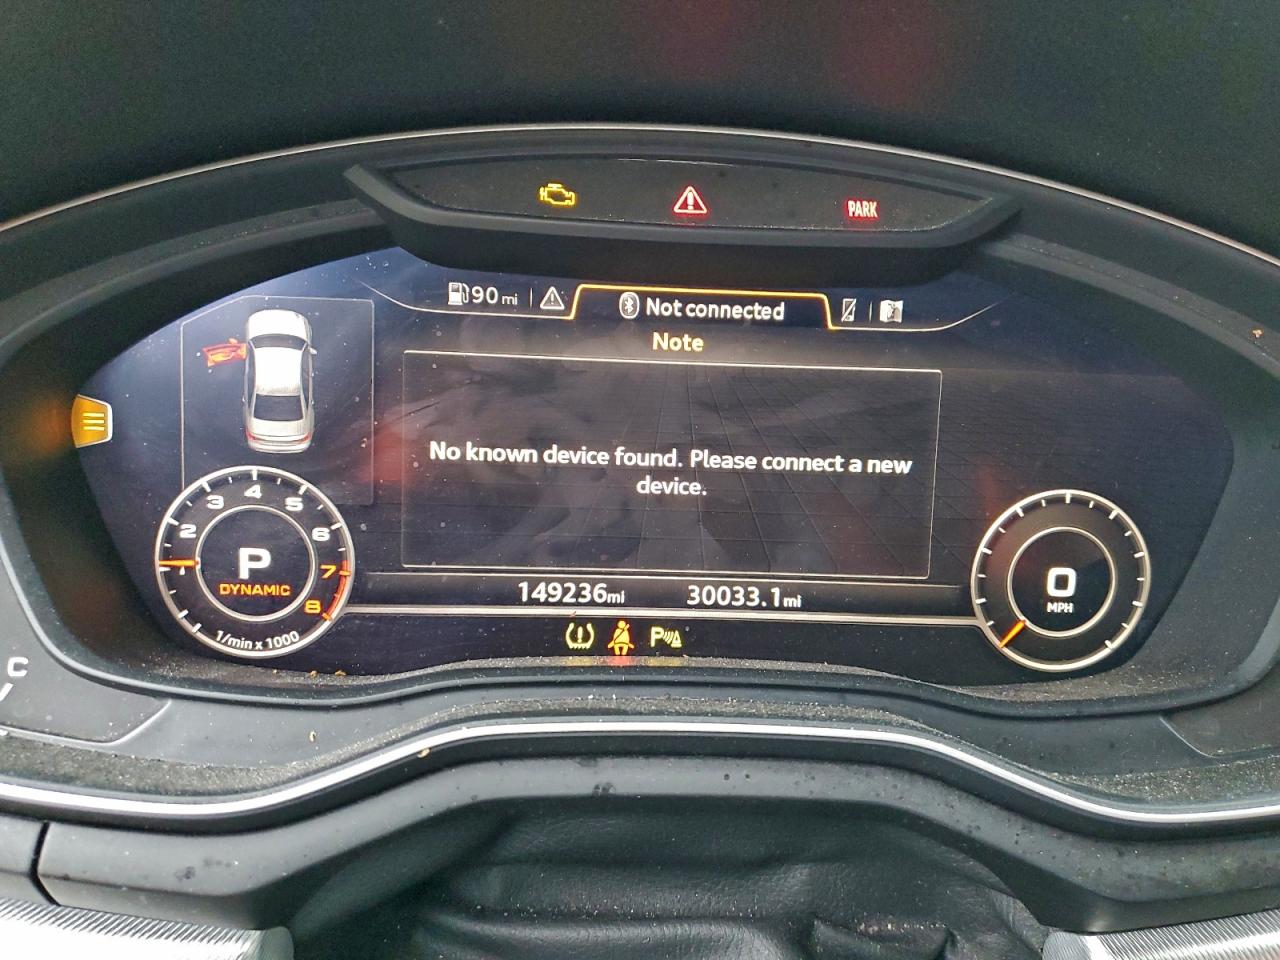 PARK
90 mi
Not connected
Note
No known device found. Please connect a new
device.
2 3 4 5 6 7 8
P
DYNAMIC
1/min x 1000
149236mi 30033.1mi
0
MPH
P
C